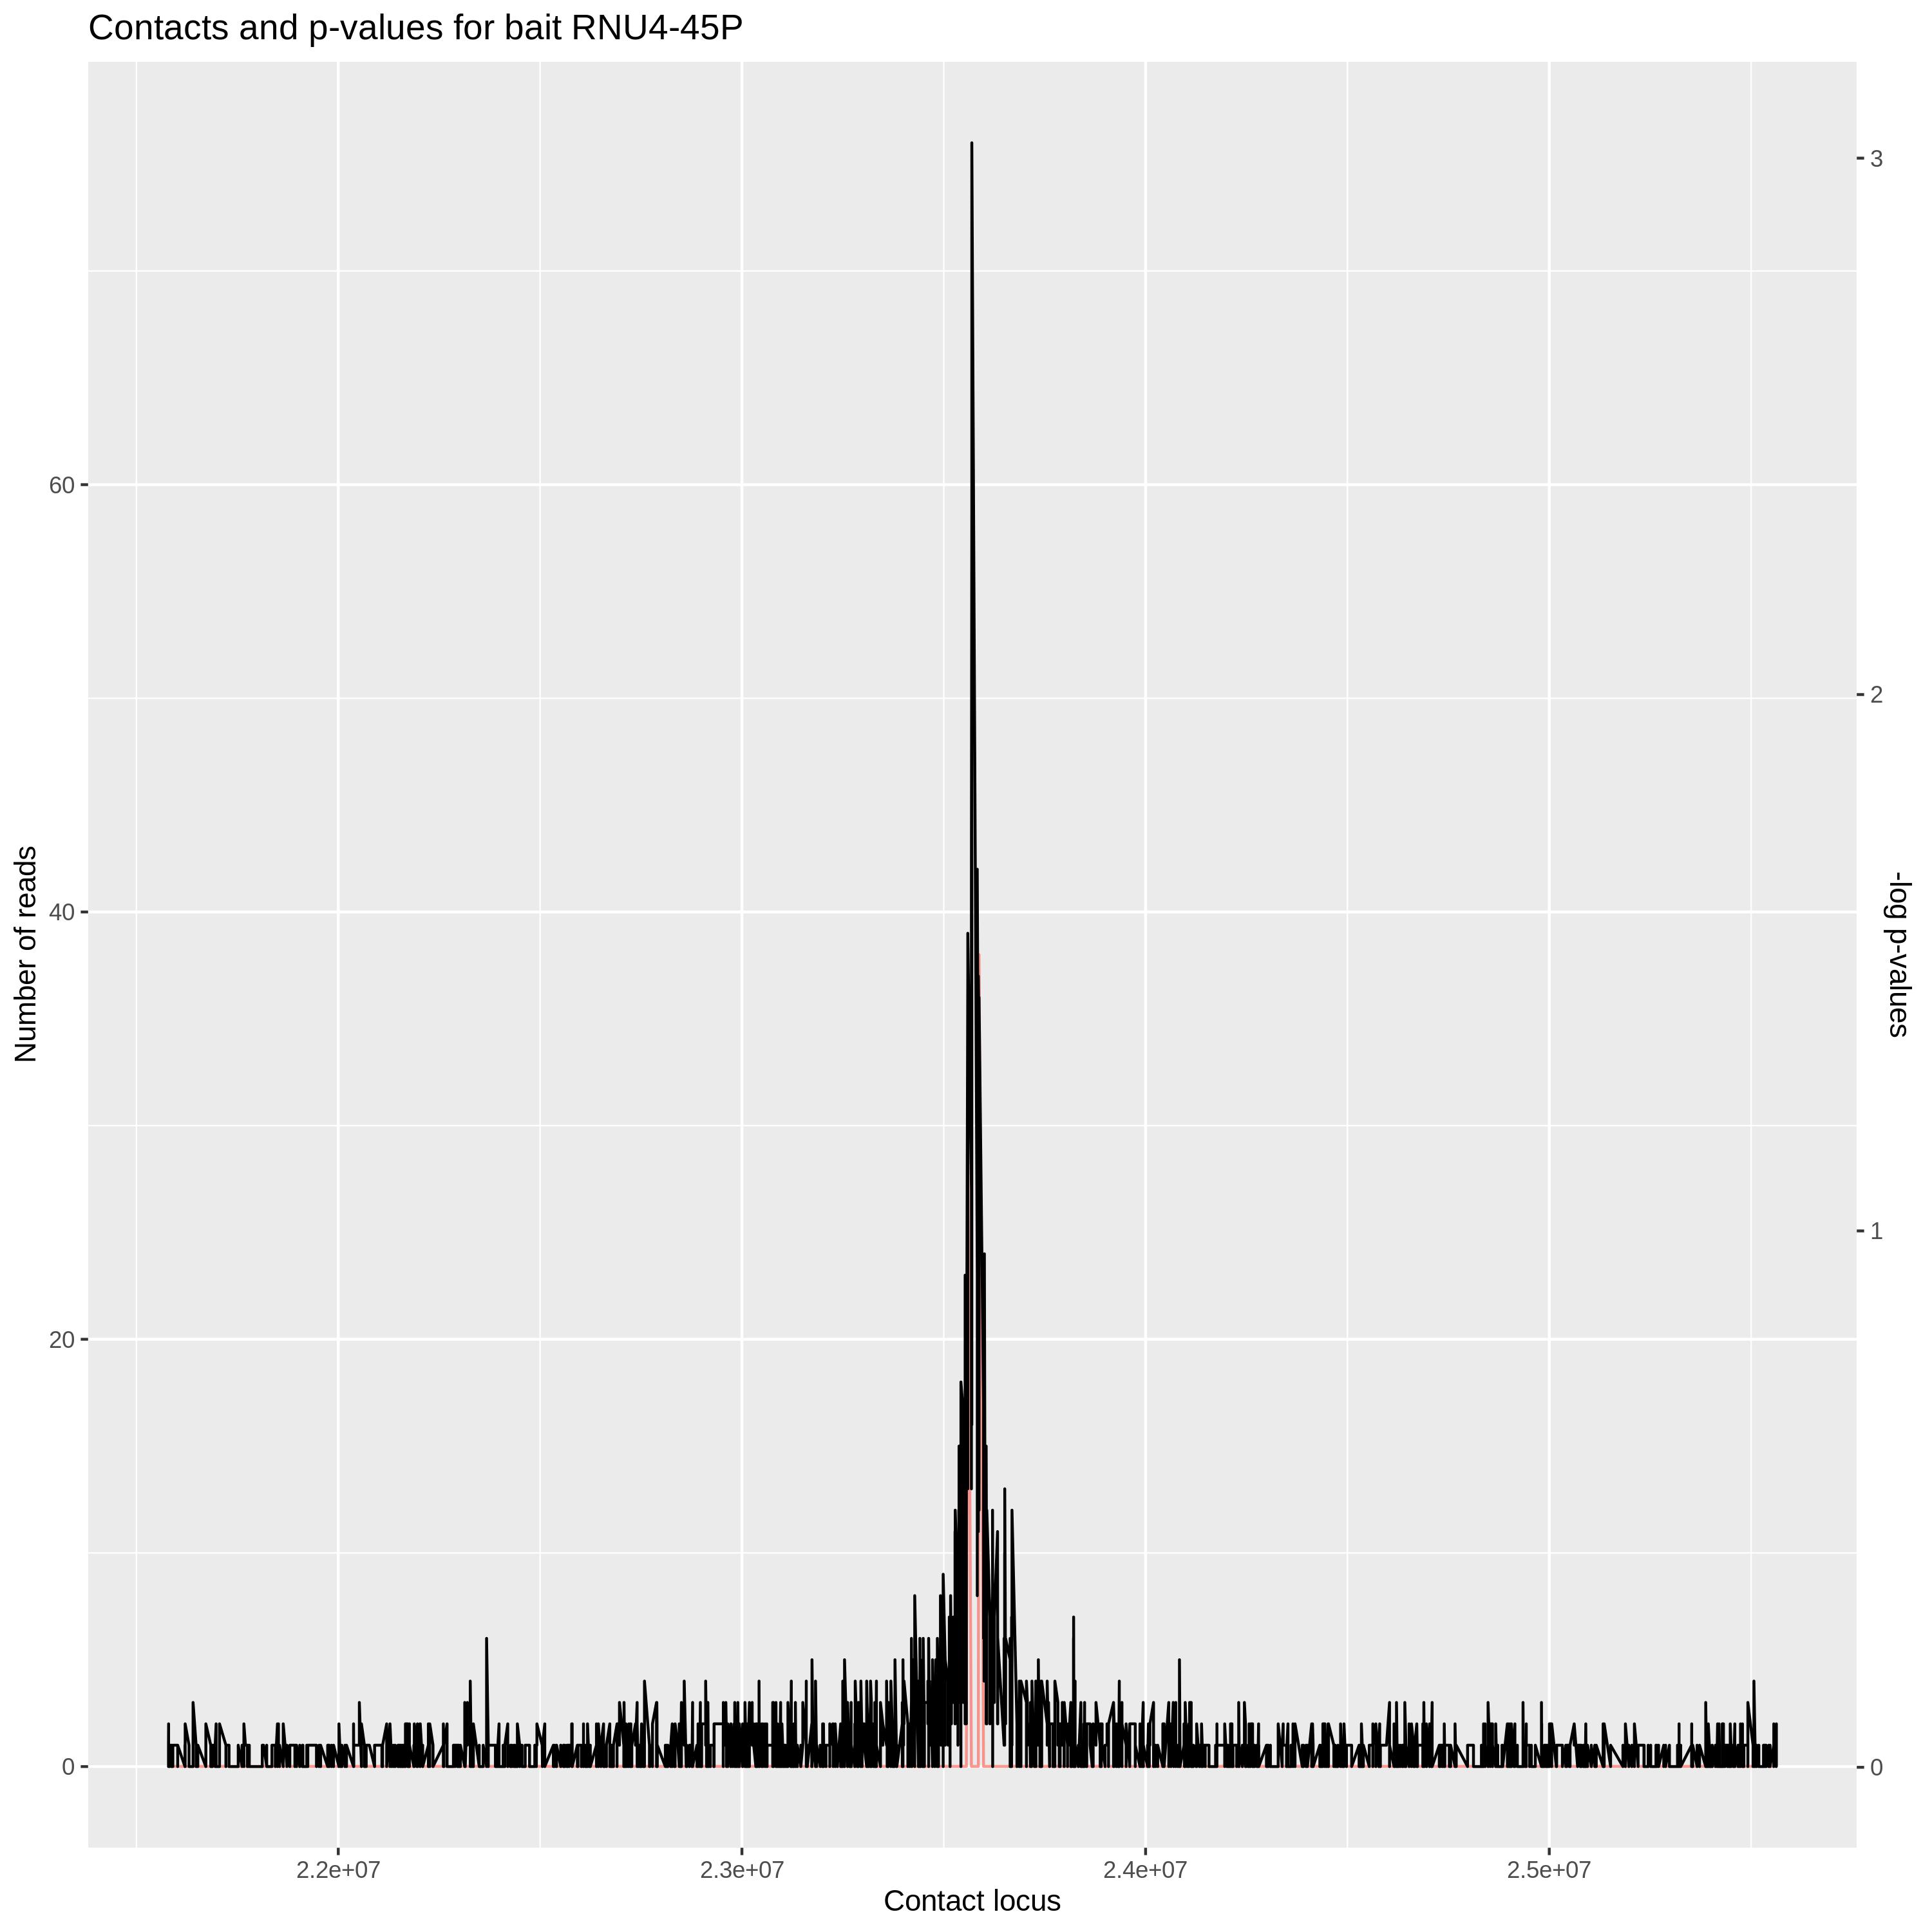 Contacts and p-values for bait RNU4-45P
3
60
2
40
Number of reads
-log p-values
1
20
0
0
2.2e+07
2.3e+07
2.4e+07
2.5e+07
Contact locus